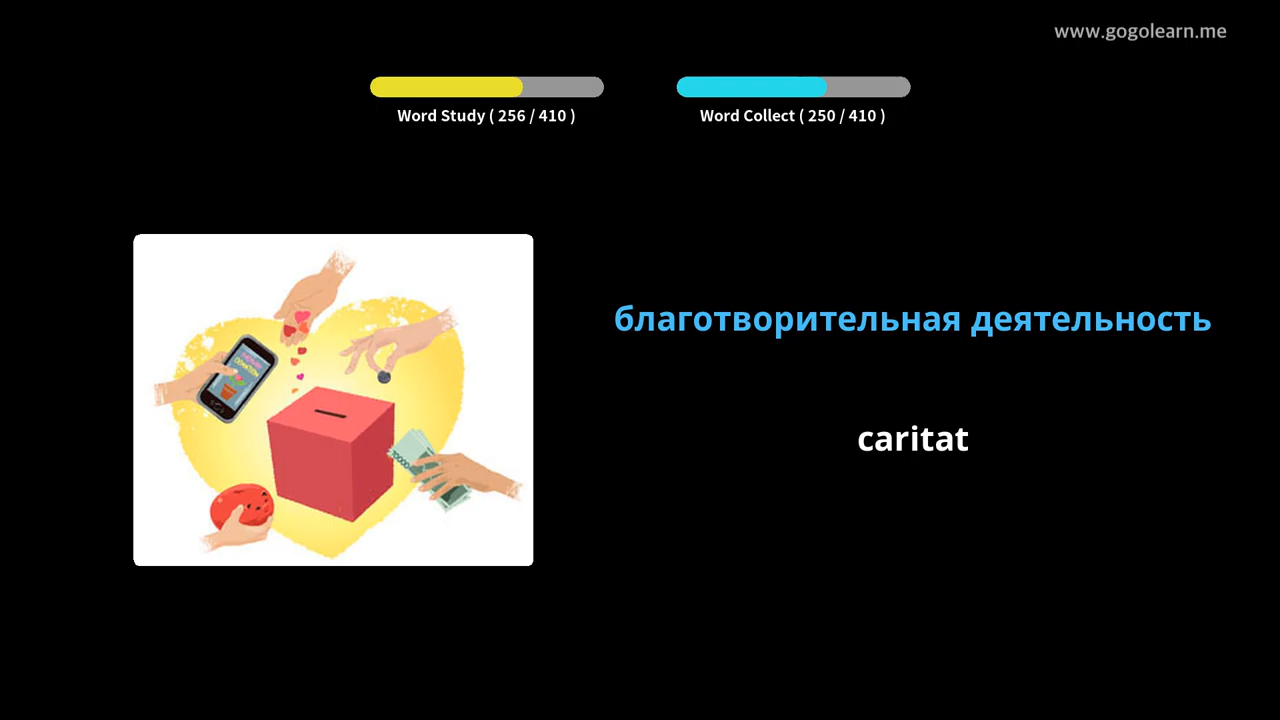 www.gogolearn.me
Word Study ( 256 / 410 )
Word Collect ( 250 / 410 )
благотворительная деятельность
caritat